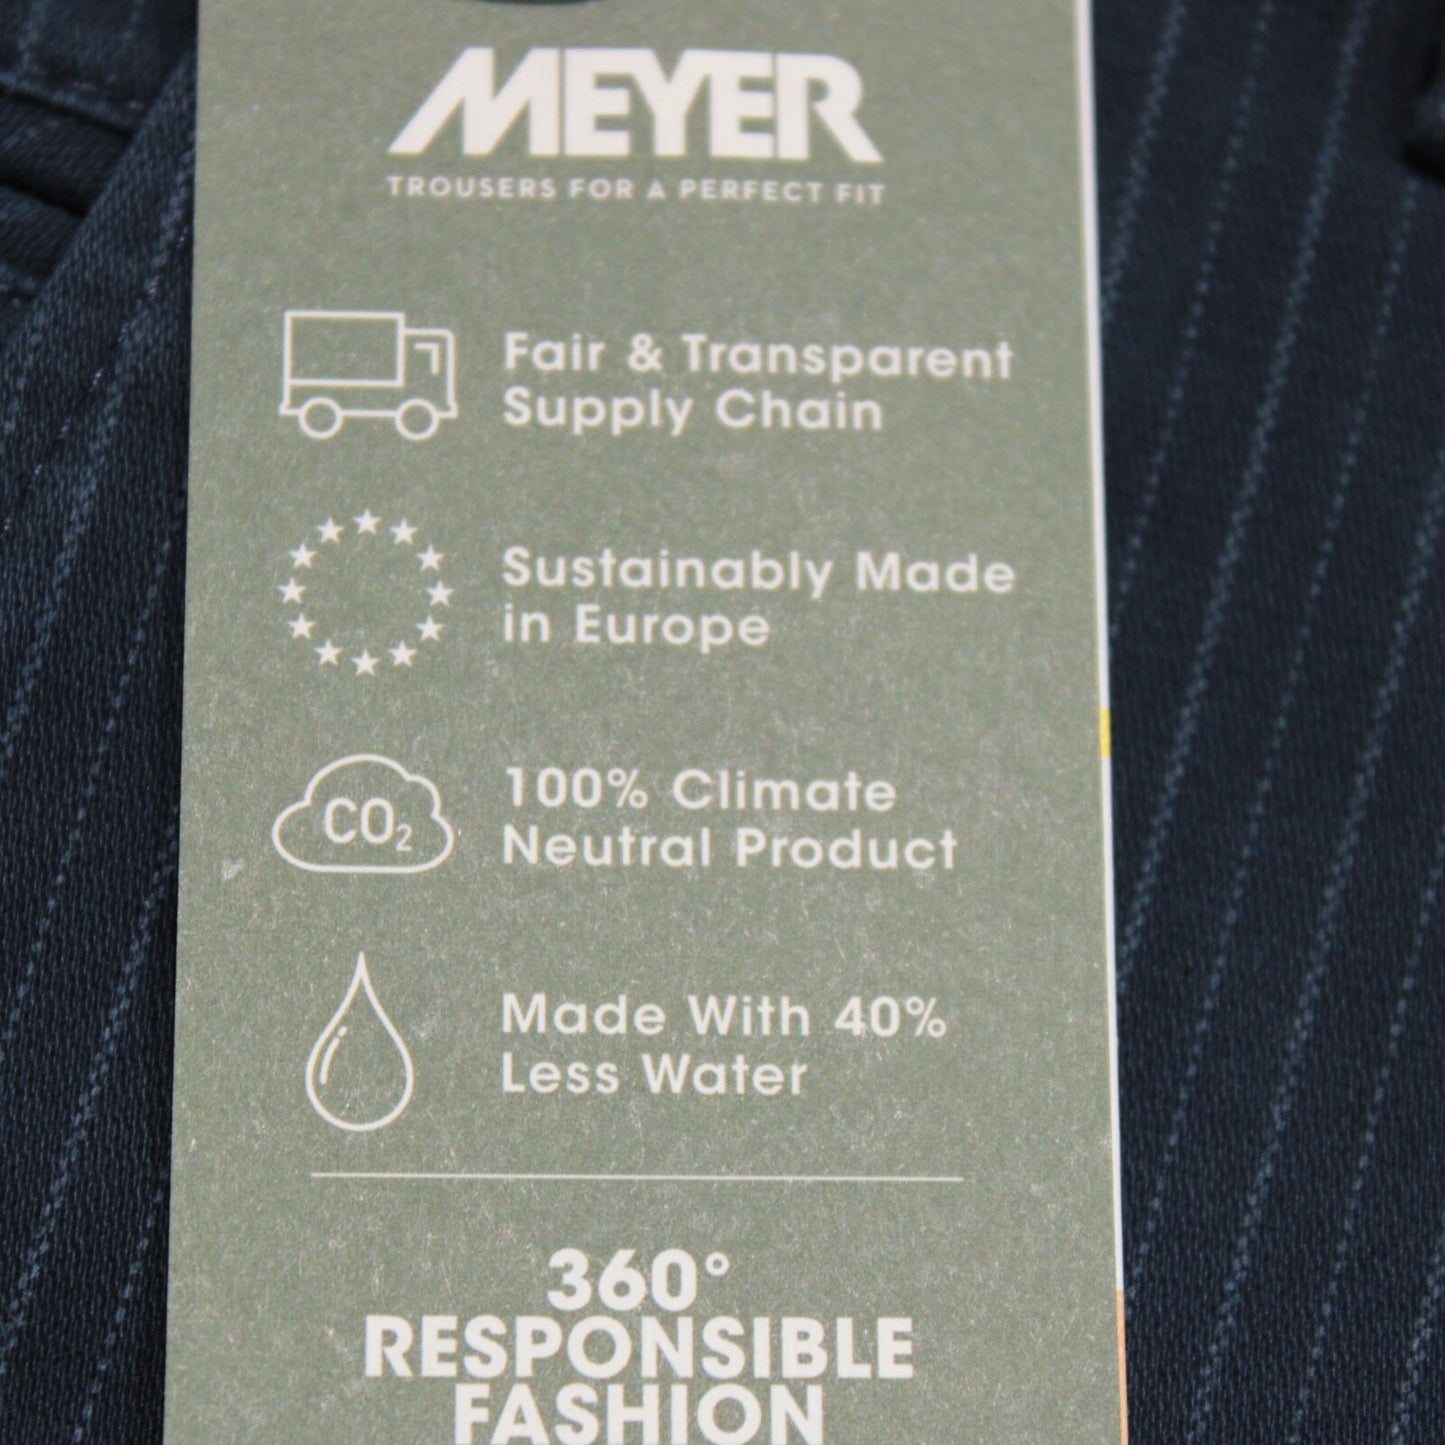 MEYER
TROUSERS FOR A PERFECT FIT
Fair & Transparent
Supply Chain
Sustainably Made
in Europe
CO₂
100% Climate
Neutral Product
Made With 40%
Less Water
360°
RESPONSIBLE
FASHION